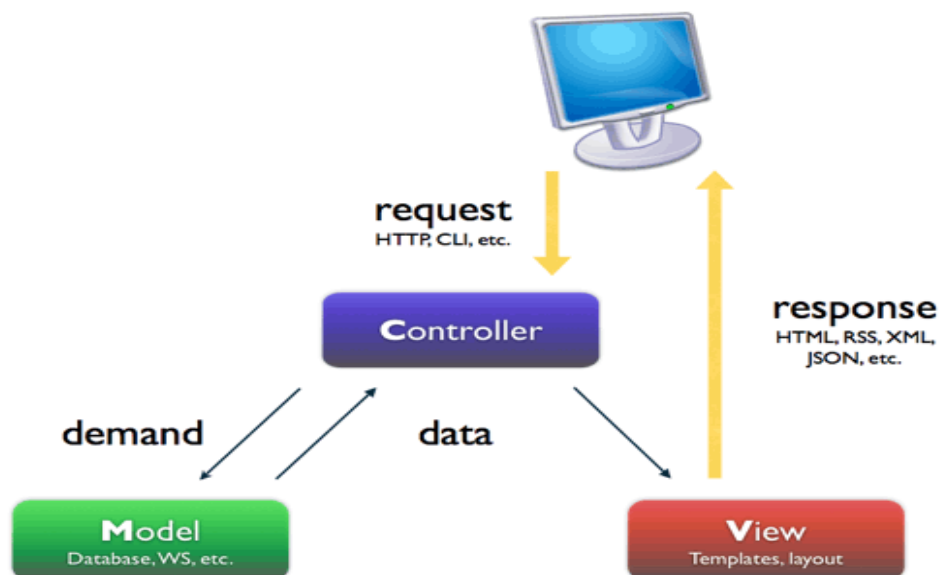 request
HTTP, CLI, etc.
Controller
response
HTML, RSS, XML,
JSON, etc.
demand
data
Model
Database, WS, etc.
View
Templates, layout